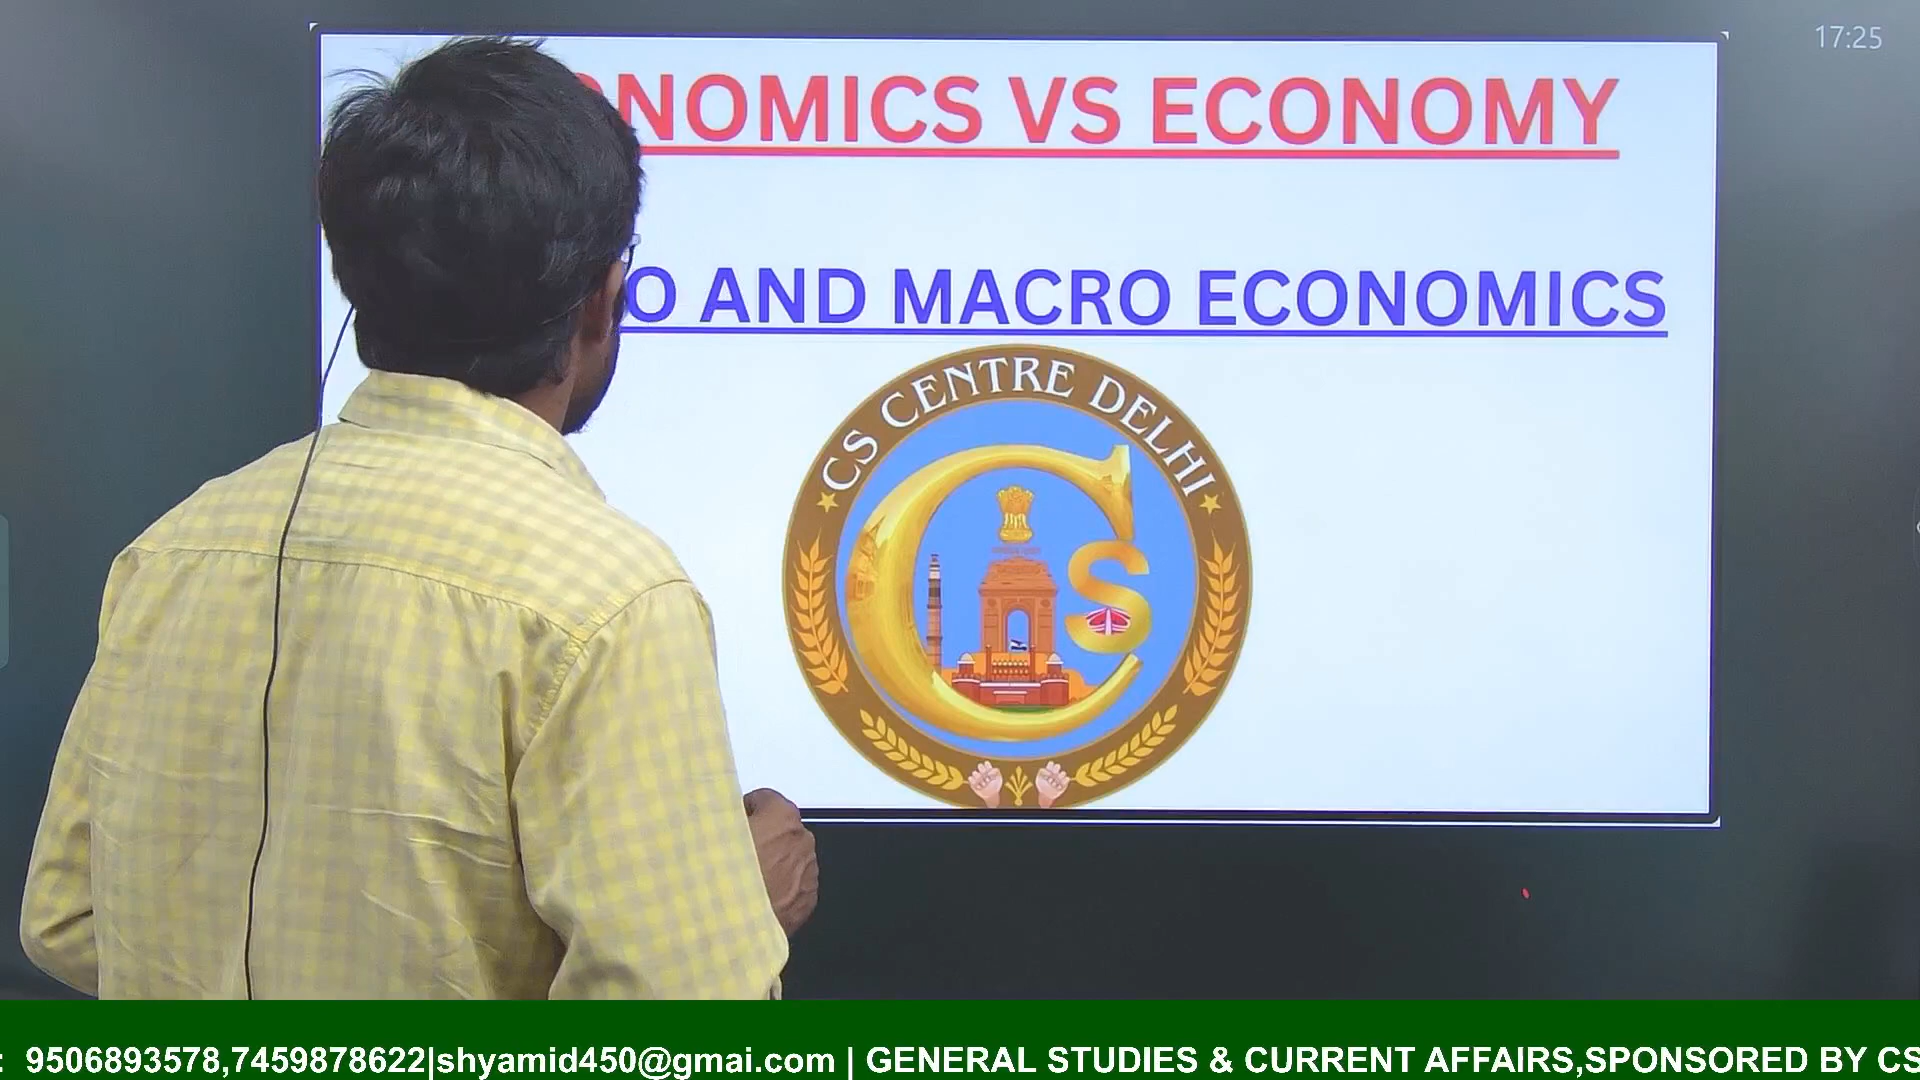 17:25
NOMICS VS ECONOMY
O AND MACRO ECONOMICS
CS CENTRE DELHI
CS
: 9506893578,7459878622|shyamid450@gmai.com | GENERAL STUDIES & CURRENT AFFAIRS,SPONSORED BY CS